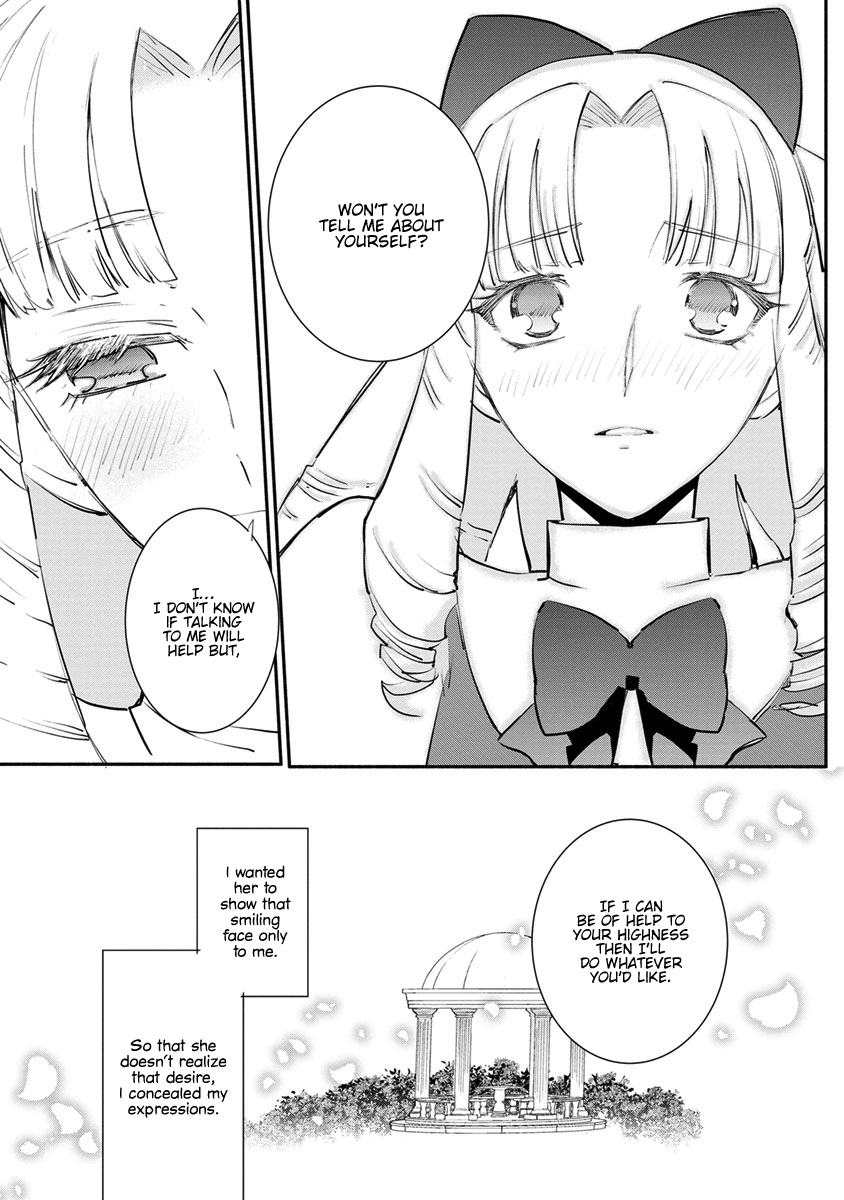 WON'T YOU
TELL ME ABOUT
YOURSELF?
I...
I DON'T KNOW
IF TALKING
TO ME WILL
HELP BUT,
IF I CAN
BE OF HELP TO
YOUR HIGHNESS
THEN I'LL
DO WHATEVER
YOU'D LIKE.
I wanted
her to
show that
smiling
face only
to me.
So that she
doesn't realize
that desire,
I concealed my
expressions.